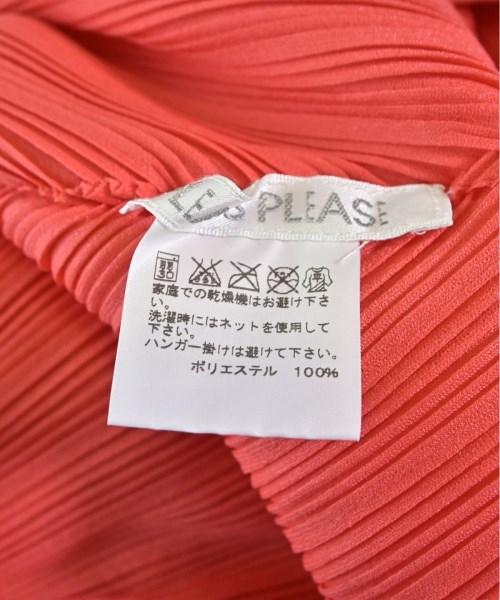 PLEASE
家庭での乾燥機はお避け下さ
い。
洗濯時にはネットを使用して
下さい。
ハンガー掛けは避けて下さい。
ポリエステル 100%